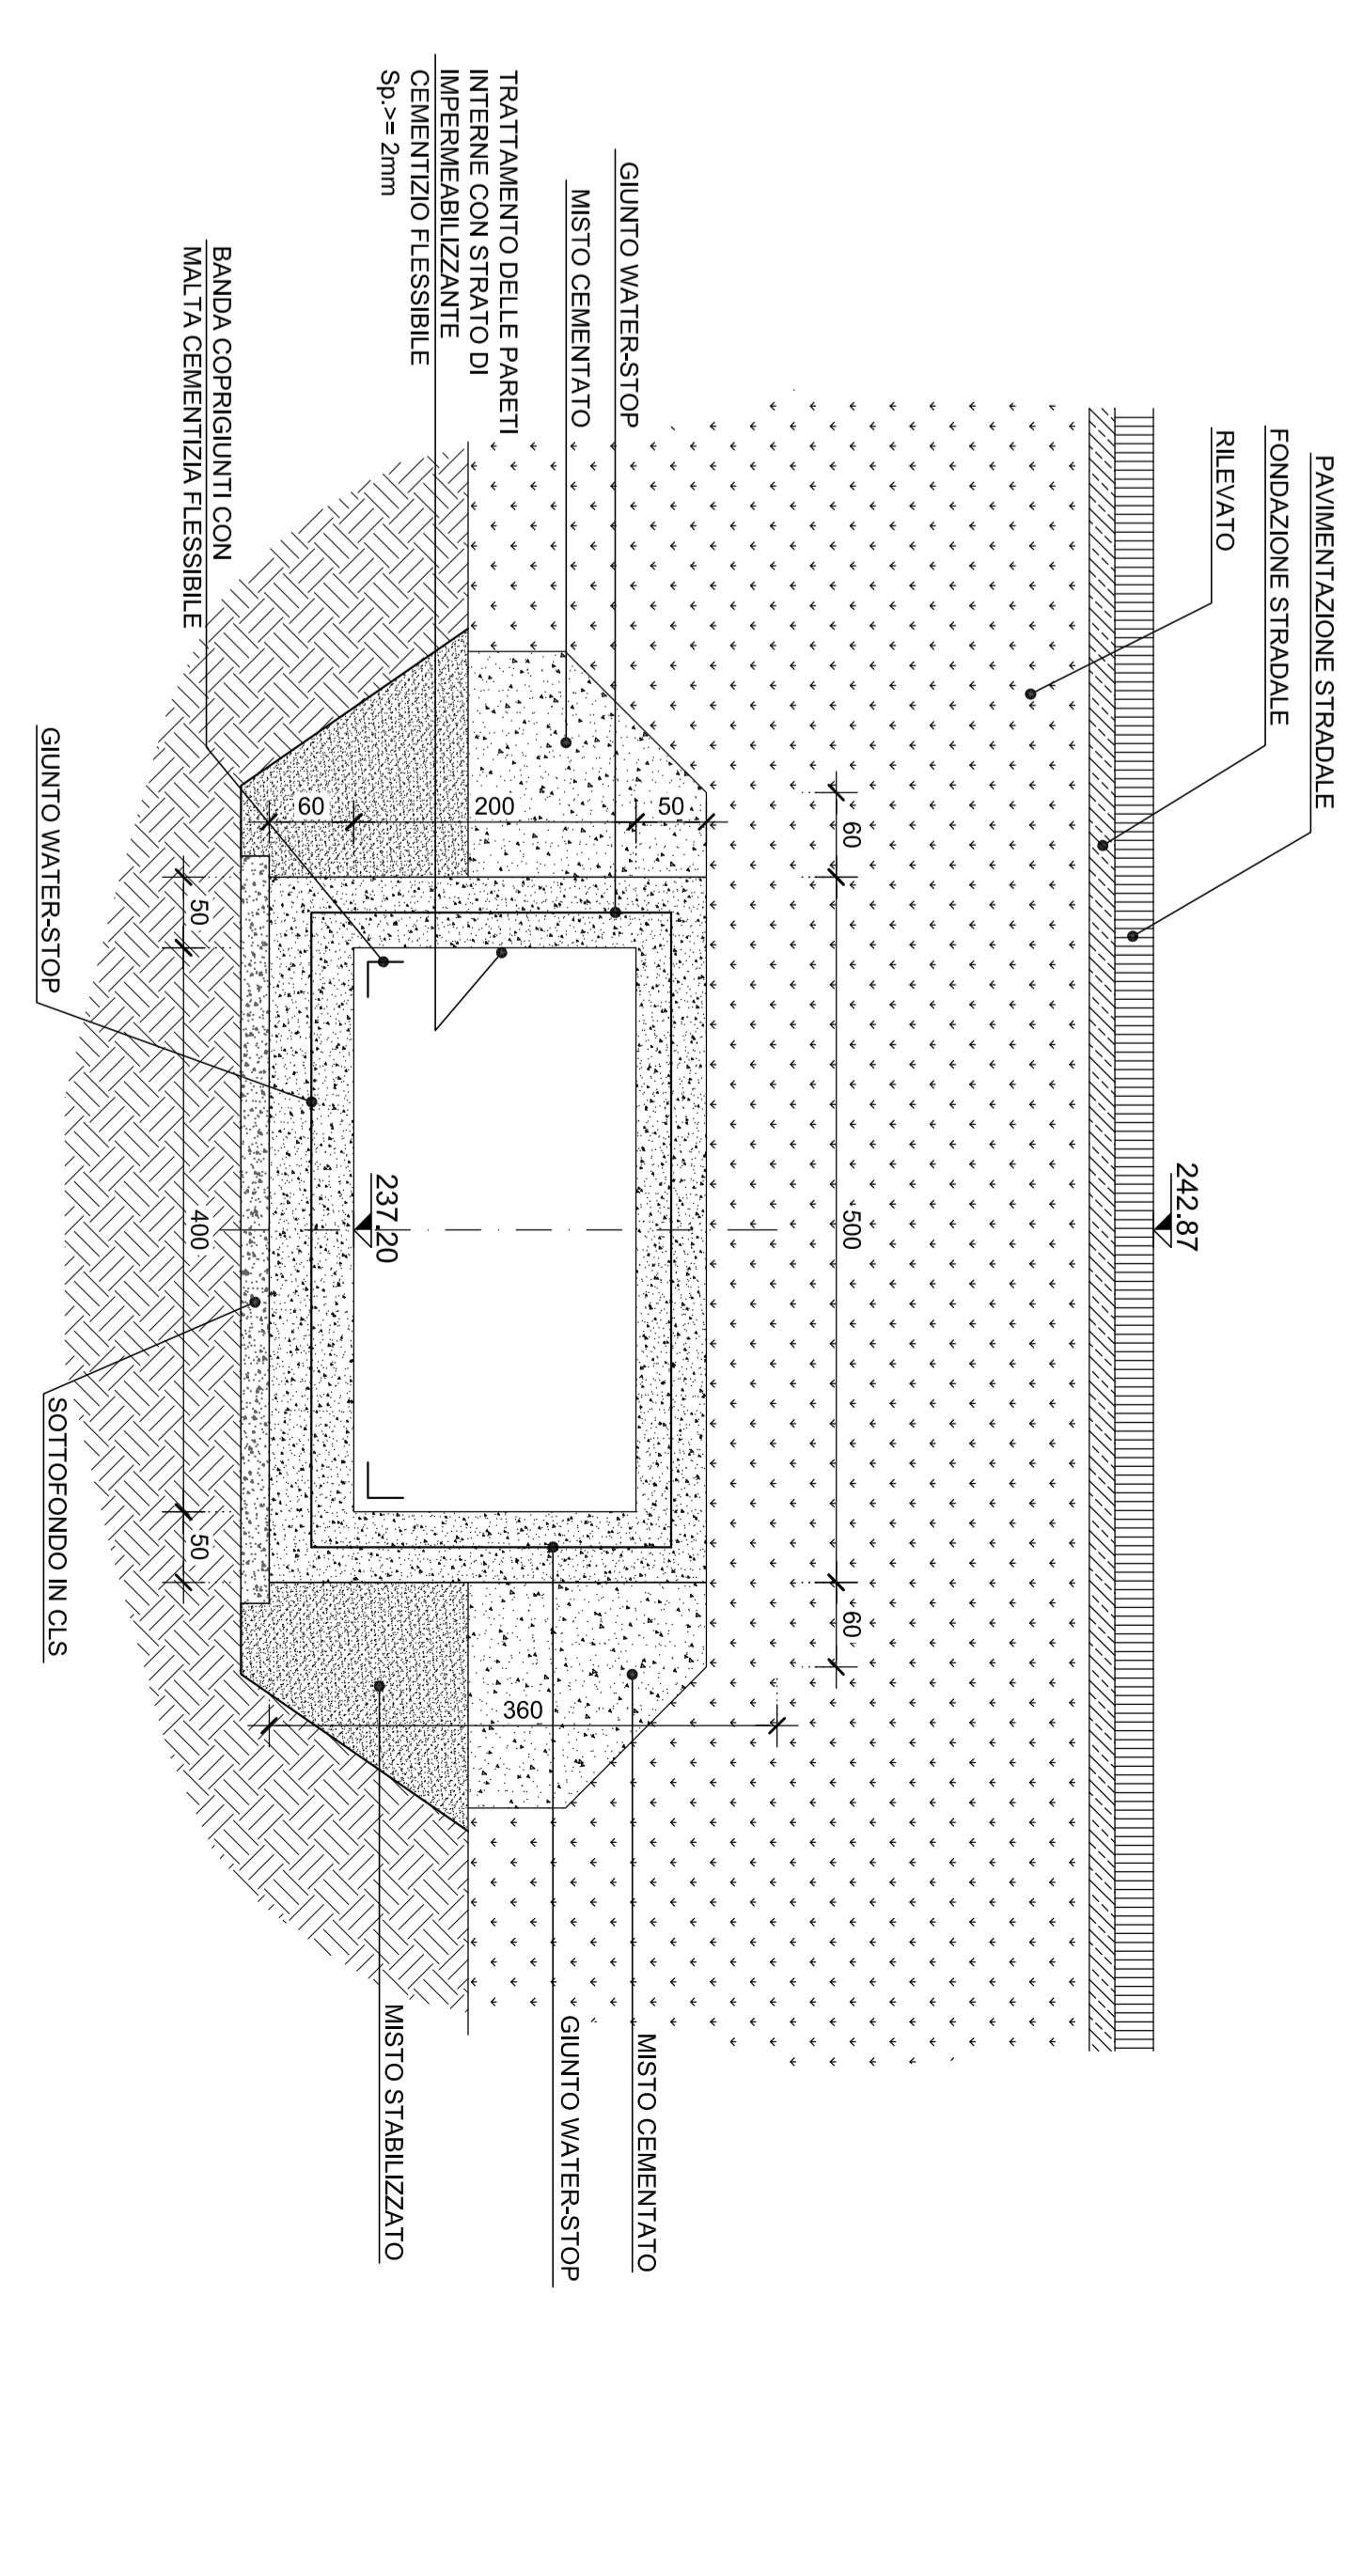 PAVIMENTAZIONE STRADALE
FONDAZIONE STRADALE
RILEVATO
242.87
60
500
60
GIUNTO WATER-STOP
MISTO CEMENTATO
TRATTAMENTO DELLE PARETI
INTERNE CON STRATO DI
IMPERMEABILIZZANTE
CEMENTIZIO FLESSIBILE
Sp.>= 2mm
BANDA COPRIGIUNTI CON
MALTA CEMENTIZIA FLESSIBILE
50
200
60
237.20
360
MISTO CEMENTATO
GIUNTO WATER-STOP
MISTO STABILIZZATO
50
400
50
GIUNTO WATER-STOP
SOTTOFONDO IN CLS